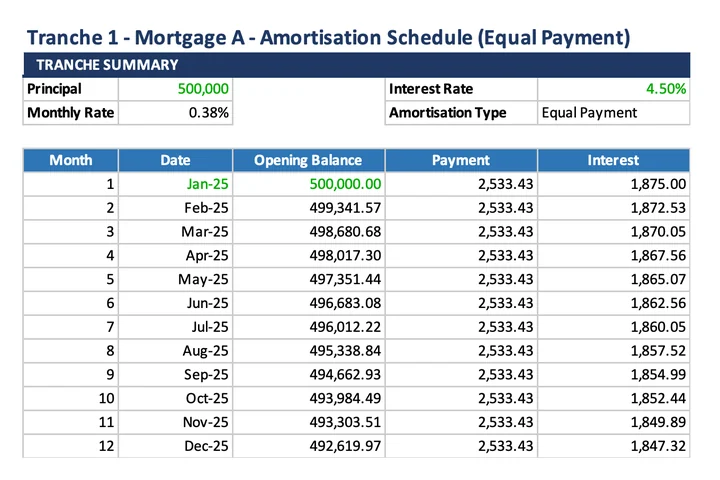 Tranche 1 - Mortgage A - Amortisation Schedule (Equal Payment)
TRANCHE SUMMARY
Principal 500,000 Interest Rate 4.50%
Monthly Rate 0.38% Amortisation Type Equal Payment
Month Date Opening Balance Payment Interest
1 Jan-25 500,000.00 2,533.43 1,875.00
2 Feb-25 499,341.57 2,533.43 1,872.53
3 Mar-25 498,680.68 2,533.43 1,870.05
4 Apr-25 498,017.30 2,533.43 1,867.56
5 May-25 497,351.44 2,533.43 1,865.07
6 Jun-25 496,683.08 2,533.43 1,862.56
7 Jul-25 496,012.22 2,533.43 1,860.05
8 Aug-25 495,338.84 2,533.43 1,857.52
9 Sep-25 494,662.93 2,533.43 1,854.99
10 Oct-25 493,984.49 2,533.43 1,852.44
11 Nov-25 493,303.51 2,533.43 1,849.89
12 Dec-25 492,619.97 2,533.43 1,847.32